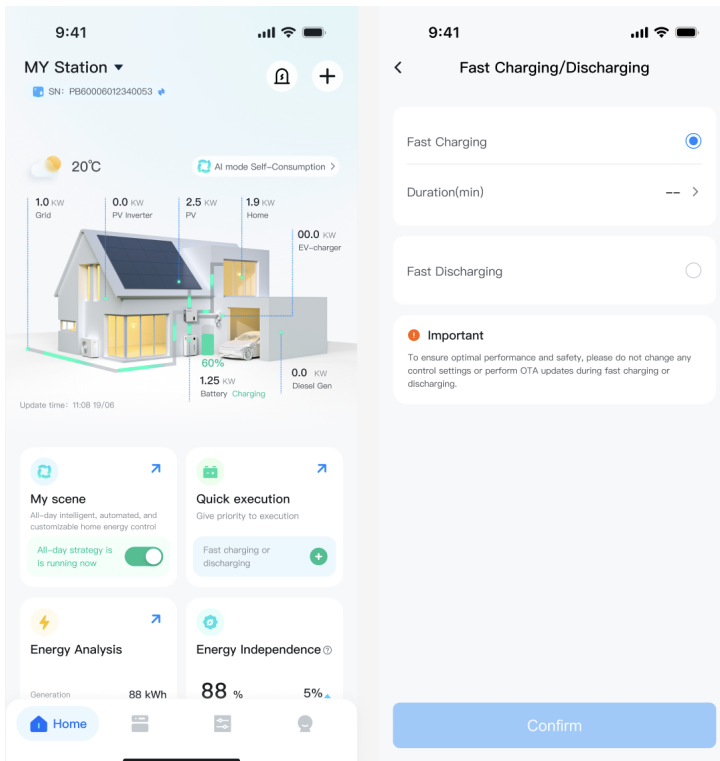 9:41
MY Station
SN: PB60006012340053
20℃
AI mode Self-Consumption >
1.0 KW
Grid
0.0 KW
PV Inverter
2.5 KW
PV
1.9 KW
Home
00.0 KW
EV-charger
60%
1.25 KW
Battery Charging
0.0 KW
Diesel Gen
Update time: 11:08 19/06
My scene
All-day intelligent, automated, and
customizable home energy control
All-day strategy is
is running now
Quick execution
Give priority to execution
Fast charging or
discharging
Energy Analysis
Generation
88 kWh
Energy Independence
88 %
5%
Home
9:41
Fast Charging/Discharging
Fast Charging
Duration(min)
-- >
Fast Discharging
Important
To ensure optimal performance and safety, please do not change any
control settings or perform OTA updates during fast charging or
discharging.
Confirm